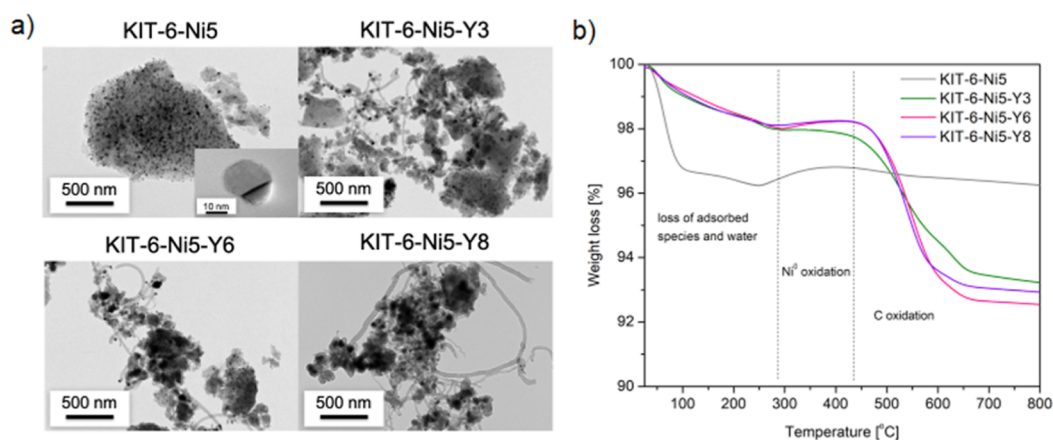 a)
KIT-6-Ni5
KIT-6-Ni5-Y3
500 nm
10 nm
500 nm
KIT-6-Ni5-Y6
KIT-6-Ni5-Y8
500 nm
500 nm
b)
Weight loss [%]
100
98
96
94
92
90
KIT-6-Ni5
KIT-6-Ni5-Y3
KIT-6-Ni5-Y6
KIT-6-Ni5-Y8
loss of adsorbed
species and water
Ni⁰ oxidation
C oxidation
100 200 300 400 500 600 700 800
Temperature [°C]